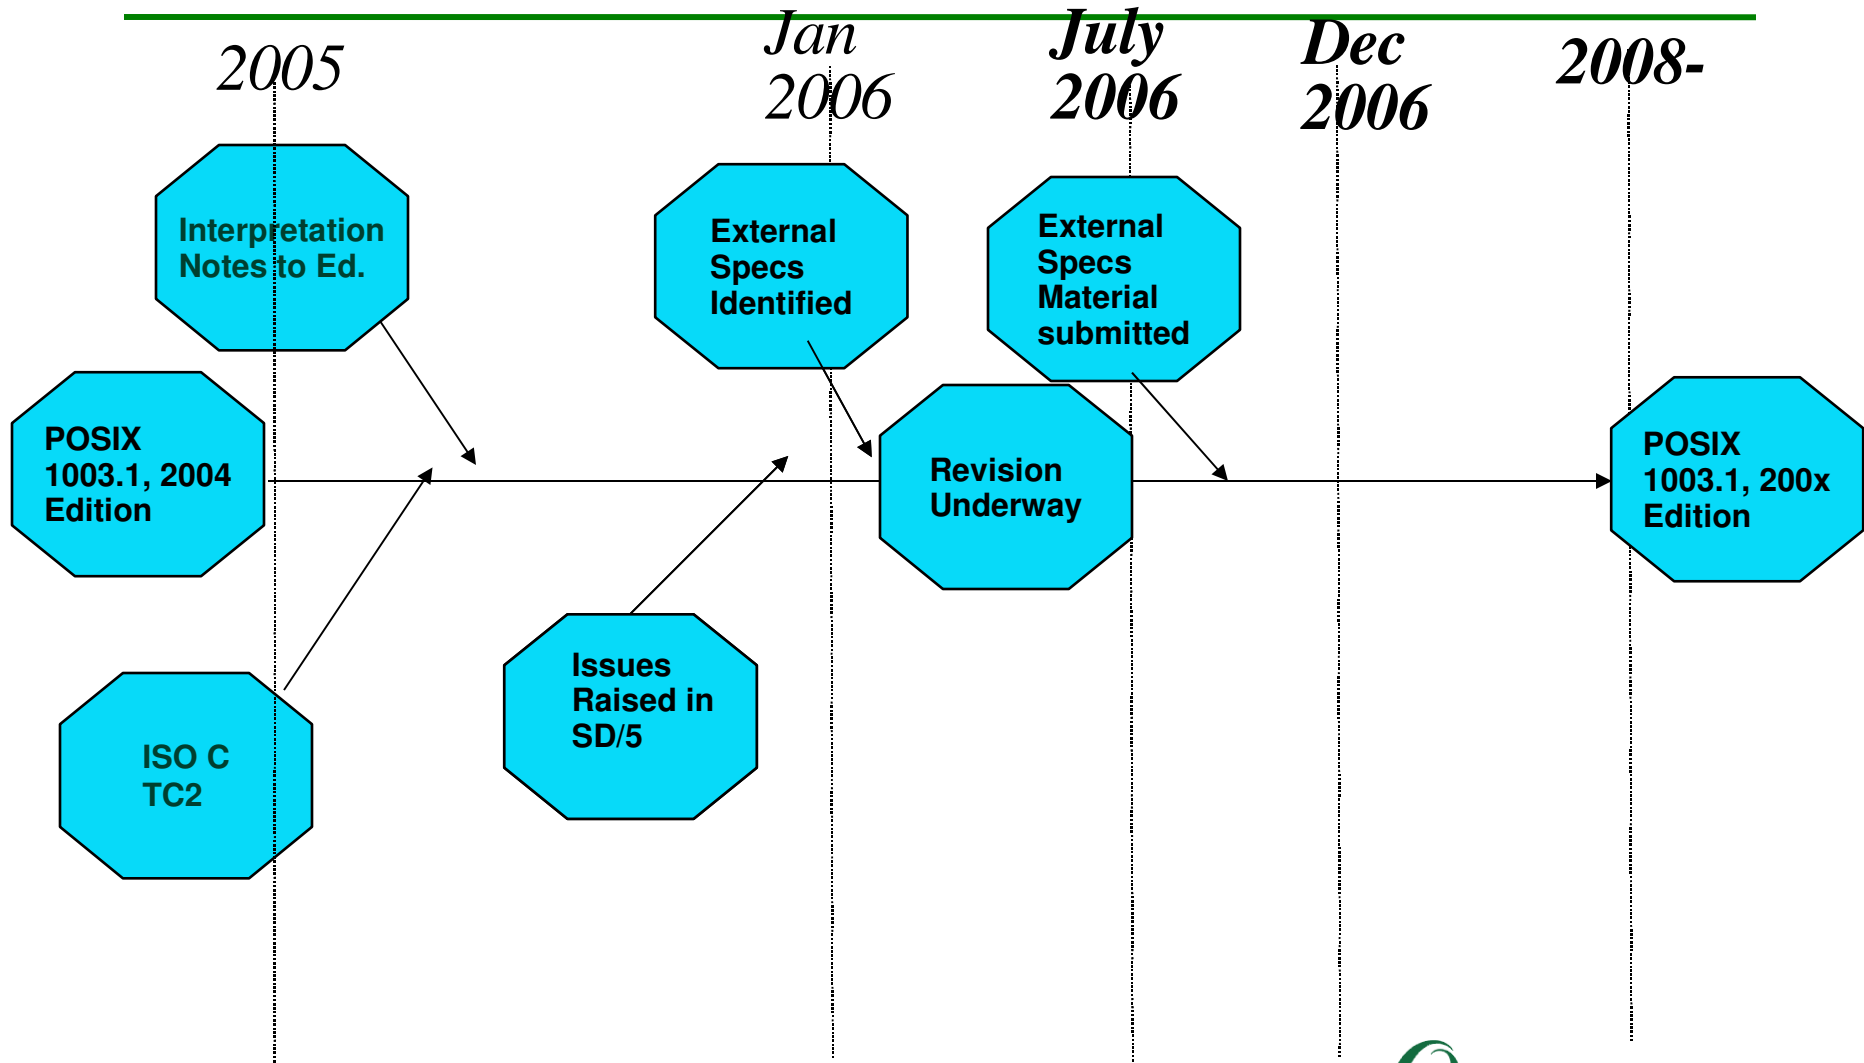 2005
Jan
2006
July
2006
Dec
2006
2008-
Interpretation
Notes to Ed.
External
Specs
Identified
External
Specs
Material
submitted
POSIX
1003.1, 2004
Edition
Revision
Underway
POSIX
1003.1, 200x
Edition
Issues
Raised in
SD/5
ISO C
TC2